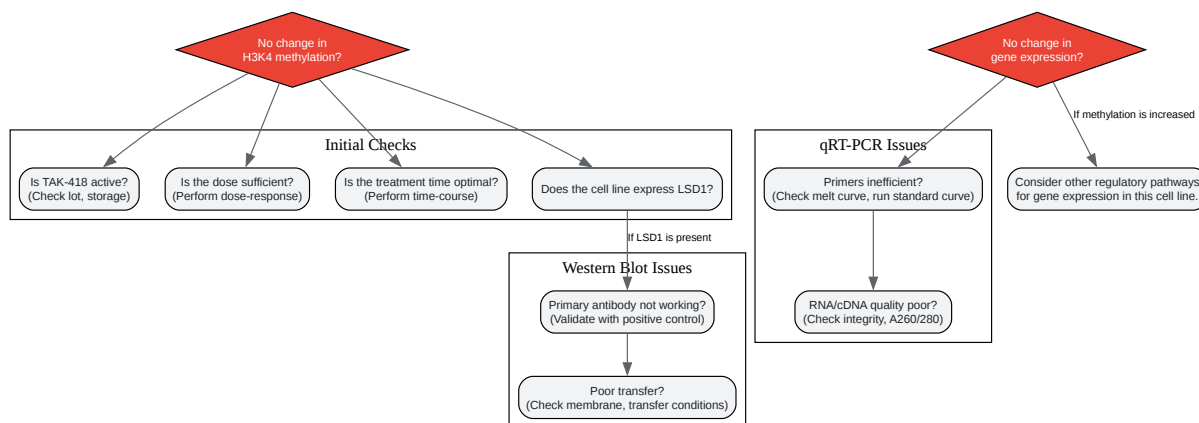 No change in
H3K4 methylation?
No change in
gene expression?
If methylation is increased
Initial Checks
Is TAK-418 active?
(Check lot, storage)
Is the dose sufficient?
(Perform dose-response)
Is the treatment time optimal?
(Perform time-course)
Does the cell line express LSD1?
qRT-PCR Issues
Primers inefficient?
(Check melt curve, run standard curve)
Consider other regulatory pathways
for gene expression in this cell line.
If LSD1 is present
Western Blot Issues
Primary antibody not working?
(Validate with positive control)
RNA/cDNA quality poor?
(Check integrity, A260/280)
Poor transfer?
(Check membrane, transfer conditions)